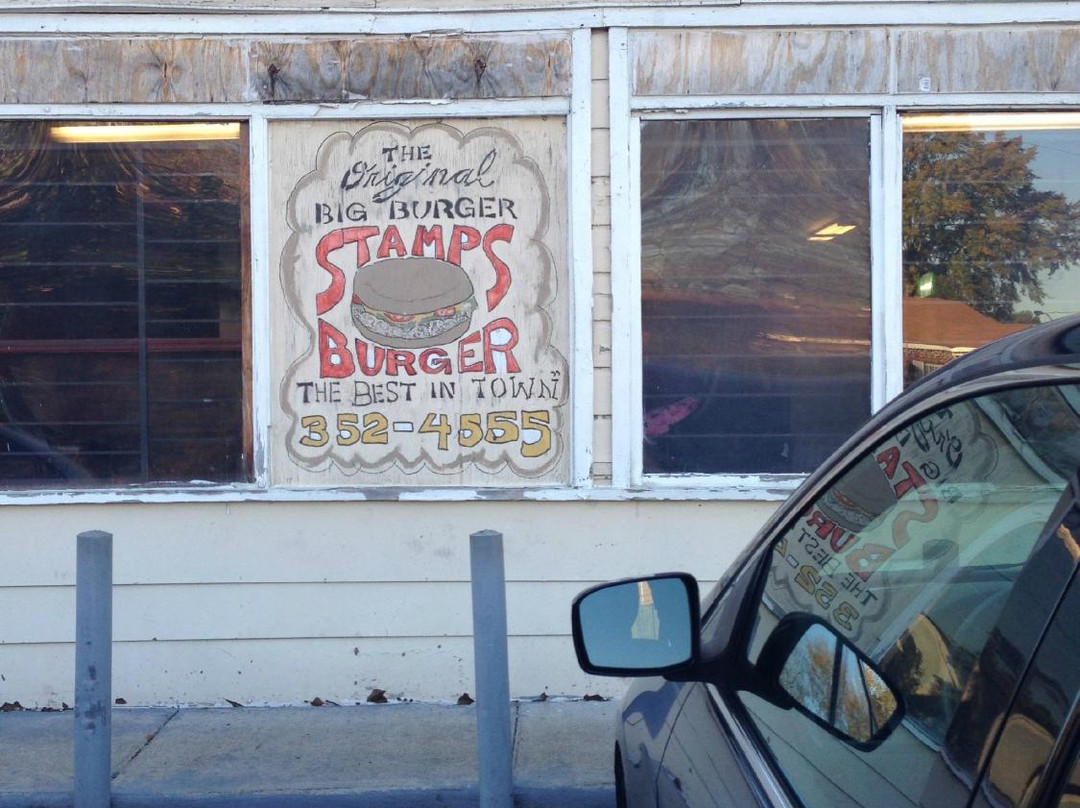 THE
Original
BIG BURGER
STAMPS
BURGER
THE BEST IN TOWN"
352-4555